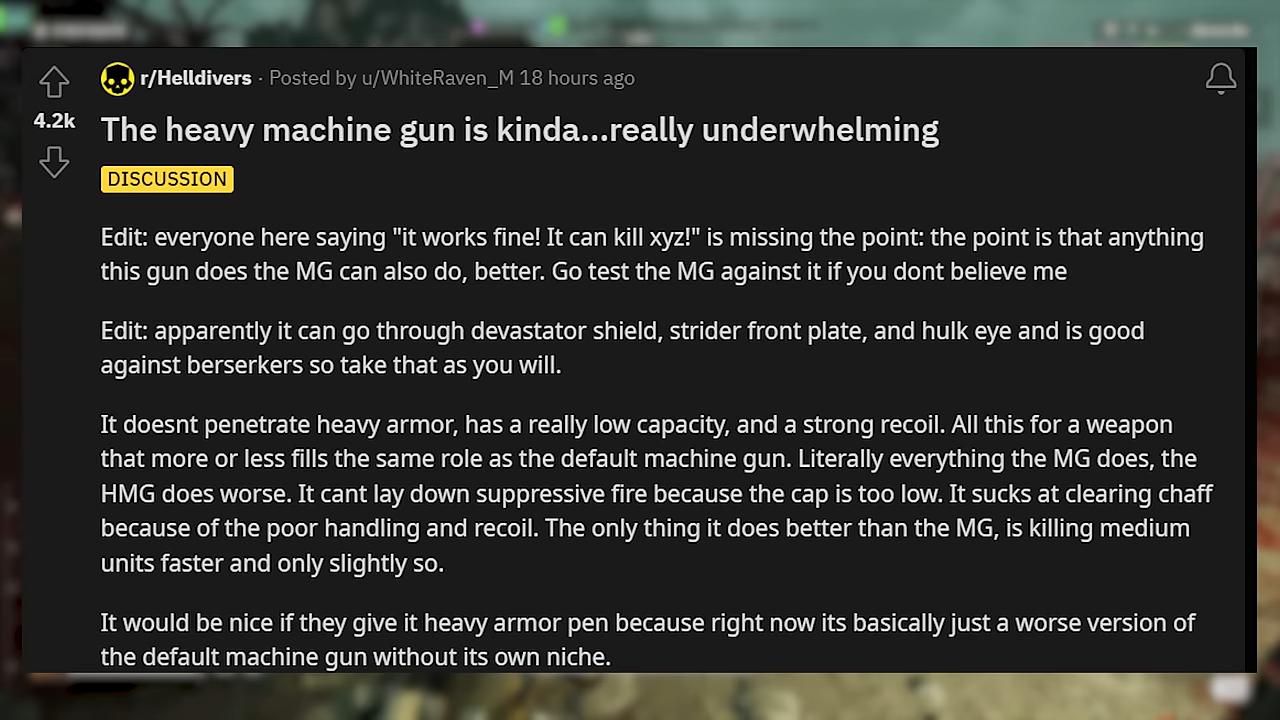 r/Helldivers · Posted by u/WhiteRaven_M 18 hours ago
4.2k
The heavy machine gun is kinda...really underwhelming
DISCUSSION
Edit: everyone here saying "it works fine! It can kill xyz!" is missing the point: the point is that anything
this gun does the MG can also do, better. Go test the MG against it if you dont believe me
Edit: apparently it can go through devastator shield, strider front plate, and hulk eye and is good
against berserkers so take that as you will.
It doesnt penetrate heavy armor, has a really low capacity, and a strong recoil. All this for a weapon
that more or less fills the same role as the default machine gun. Literally everything the MG does, the
HMG does worse. It cant lay down suppressive fire because the cap is too low. It sucks at clearing chaff
because of the poor handling and recoil. The only thing it does better than the MG, is killing medium
units faster and only slightly so.
It would be nice if they give it heavy armor pen because right now its basically just a worse version of
the default machine gun without its own niche.